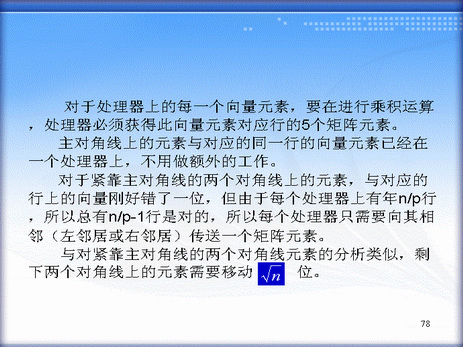 对于处理器上的每一个向量元素，要在进行乘积运算
，处理器必须获得此向量元素对应行的5个矩阵元素。
主对角线上的元素与对应的同一行的向量元素已经在
一个处理器上，不用做额外的工作。
对于紧靠主对角线的两个对角线上的元素，与对应的
行上的向量刚好错了一位，但由于每个处理器上有年n/p行
，所以总有n/p-1行是对的，所以每个处理器只需要向其相
邻（左邻居或右邻居）传送一个矩阵元素。
与对紧靠主对角线的两个对角线元素的分析类似，剩
下两个对角线上的元素需要移动 √n 位。
78